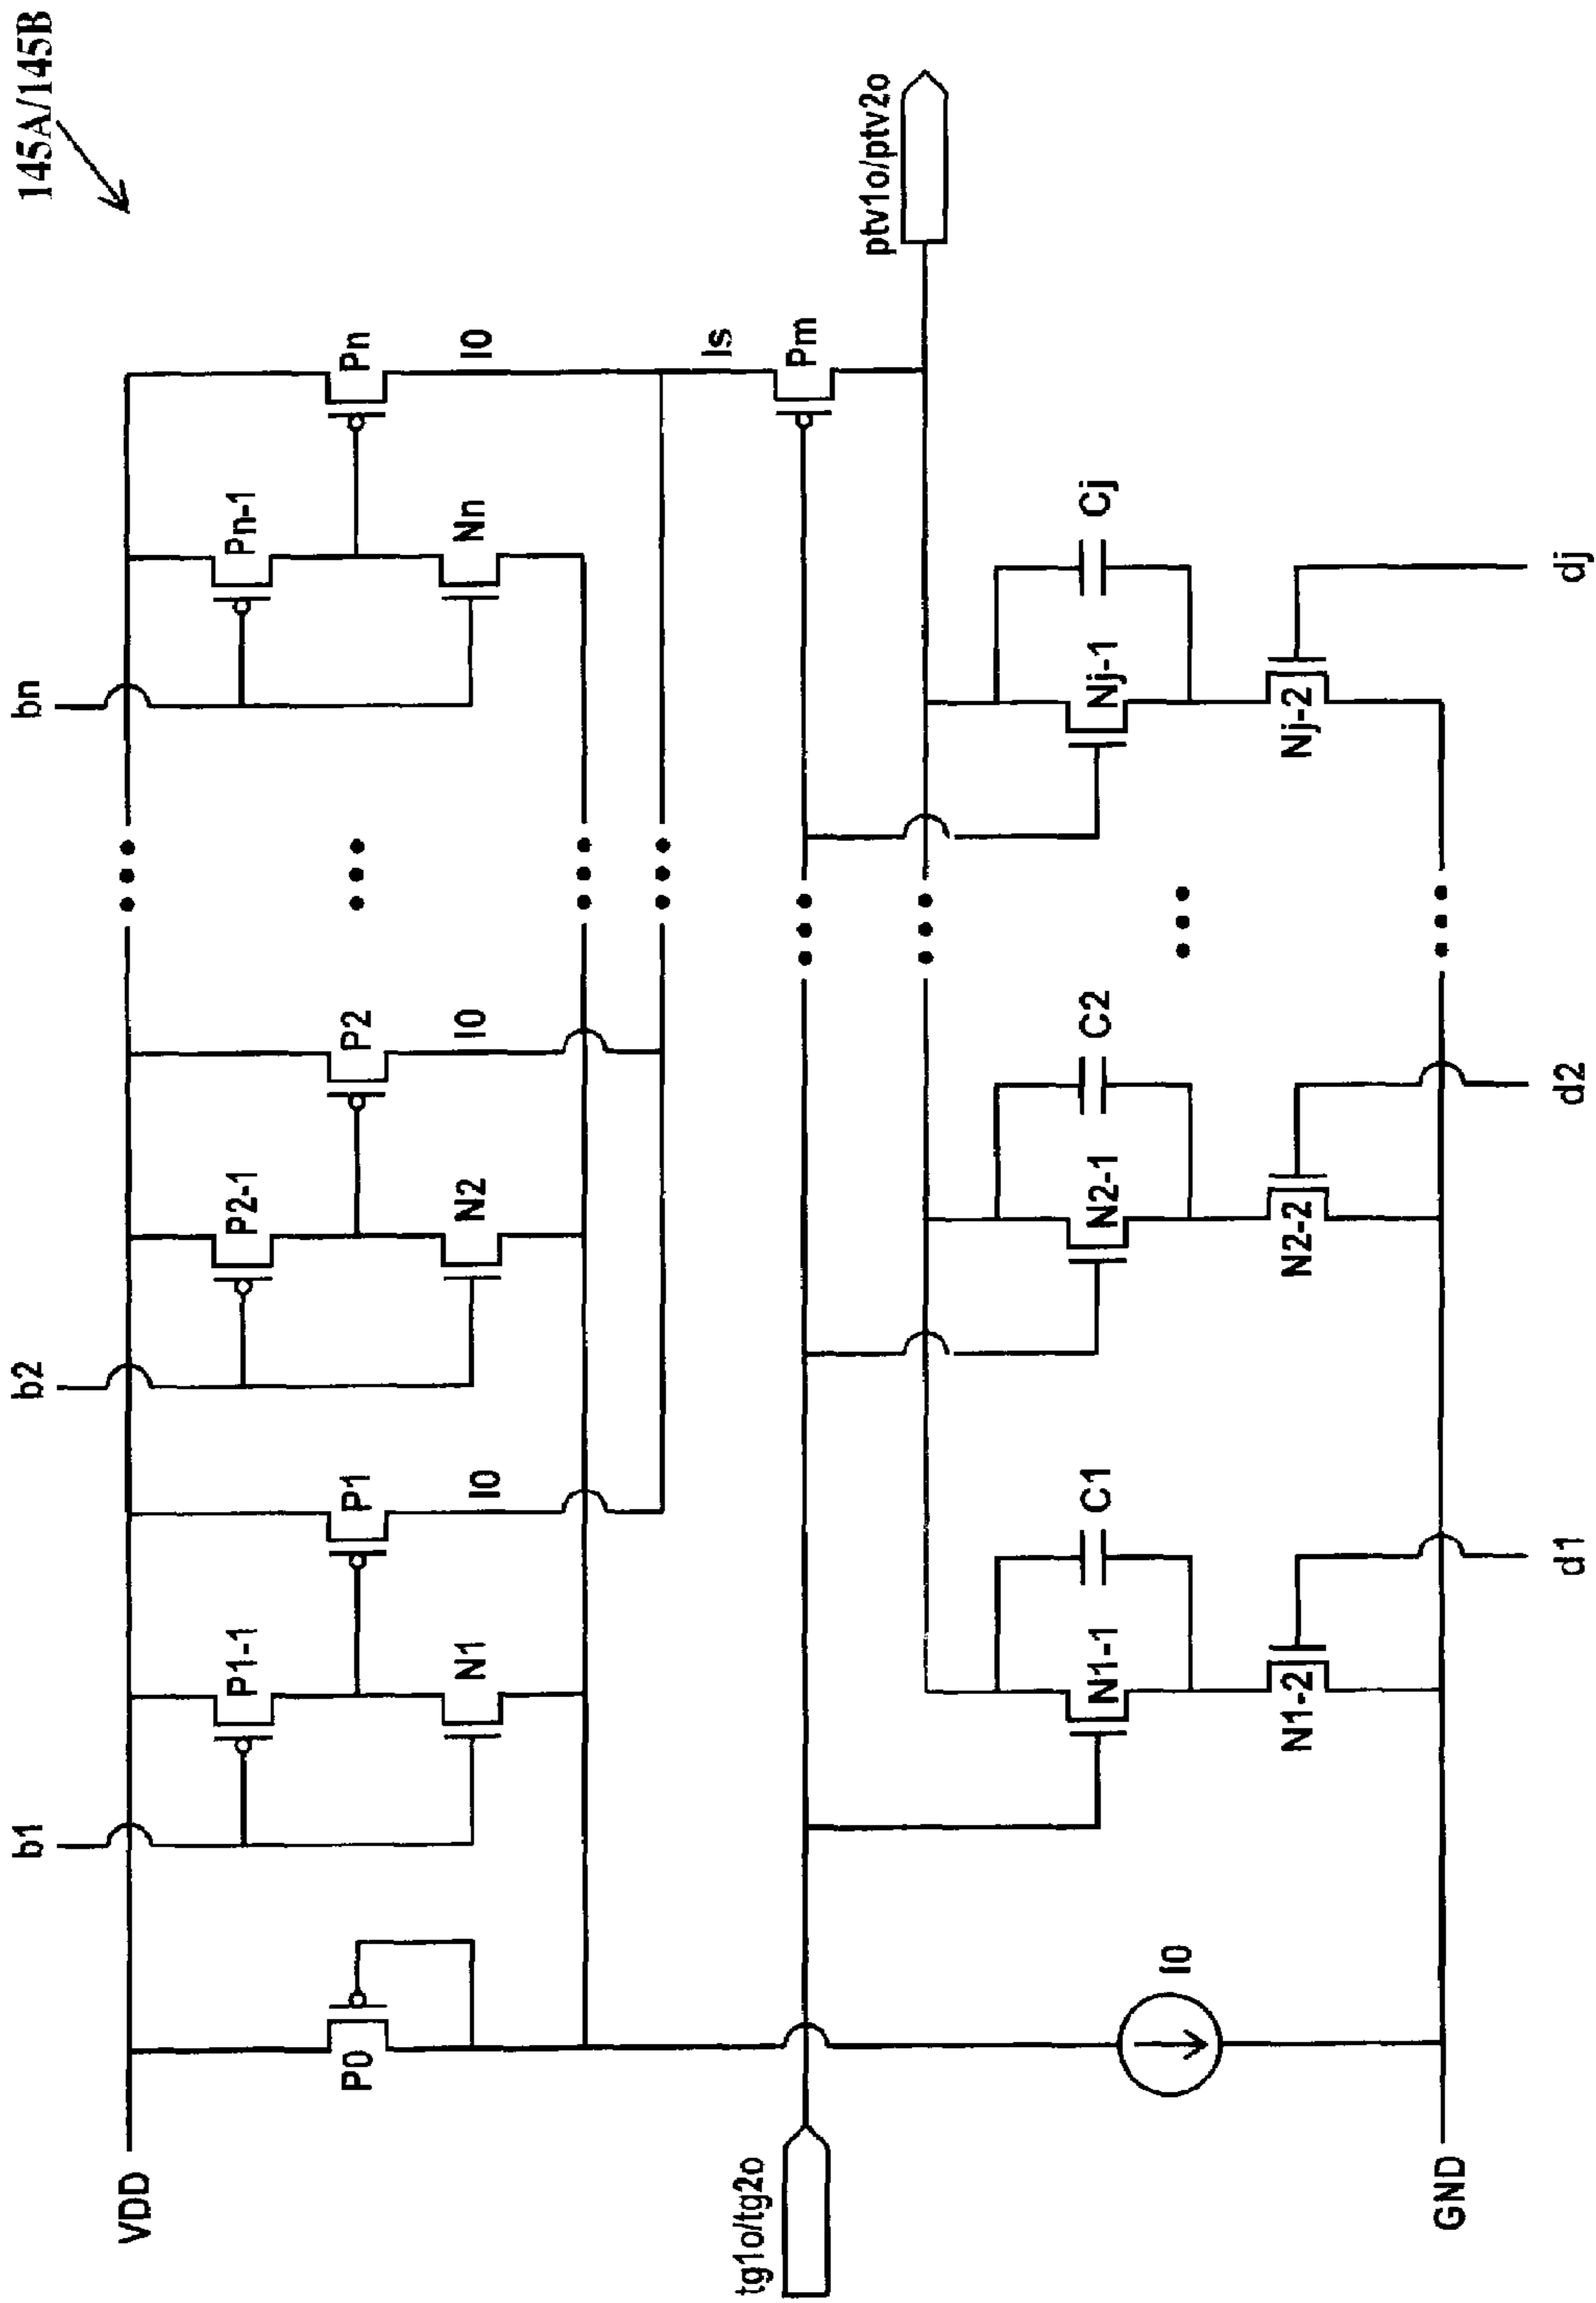 145A/145B
b1
b2
bn
VDD
P0
P1-1
P1
N1
I0
P2-1
P2
N2
I0
Pn-1
Pn
Nn
I0
Is
Pm
tg1o/tg2o
ptv1o/ptv2o
I0
N1-1
C1
N1-2
N2-1
C2
N2-2
Nj-1
Cj
Nj-2
GND
d1
d2
dj